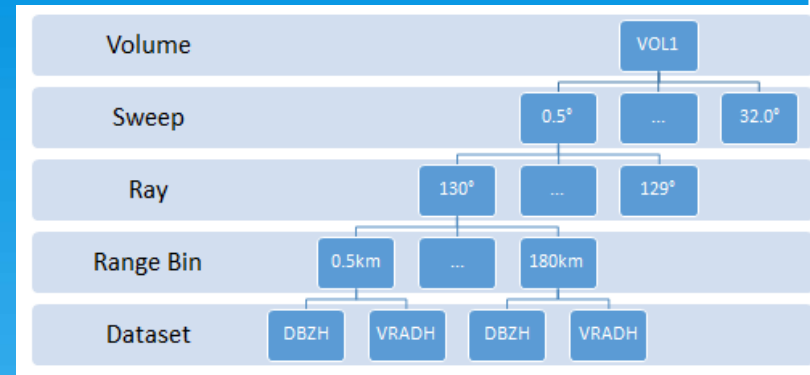 Volume VOL1
Sweep 0.5° ... 32.0°
Ray 130° ... 129°
Range Bin 0.5km ... 180km
Dataset DBZH VRADH DBZH VRADH